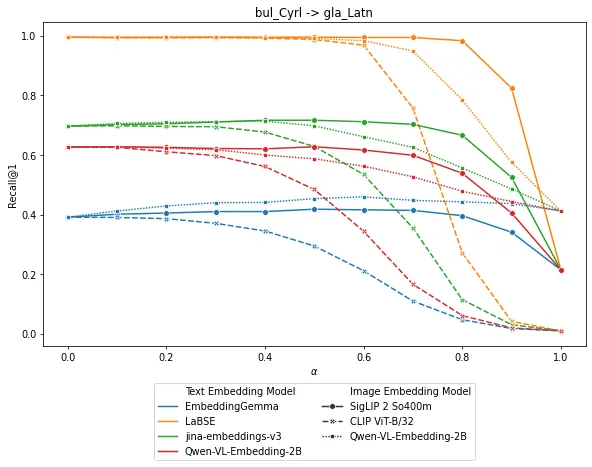 bul_Cyrl -> gla_Latn
Recall@1
1.0
0.8
0.6
0.4
0.2
0.0
0.0 0.2 0.4 0.6 0.8 1.0
α
Text Embedding Model
EmbeddingGemma
LaBSE
jina-embeddings-v3
Qwen-VL-Embedding-2B
Image Embedding Model
SigLIP 2 So400m
CLIP ViT-B/32
Qwen-VL-Embedding-2B